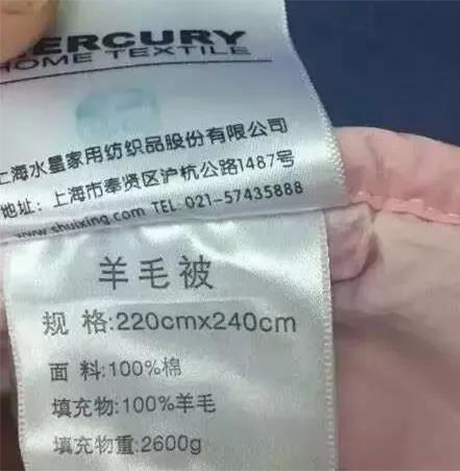 MERCURY
HOME TEXTILE
上海水星家用纺织品股份有限公司
地址：上海市奉贤区沪杭公路1487号
www.shuixing.com TEL 021-57435888
羊毛被
规 格:220cmx240cm
面 料:100%棉
填充物:100%羊毛
填充物重:2600g